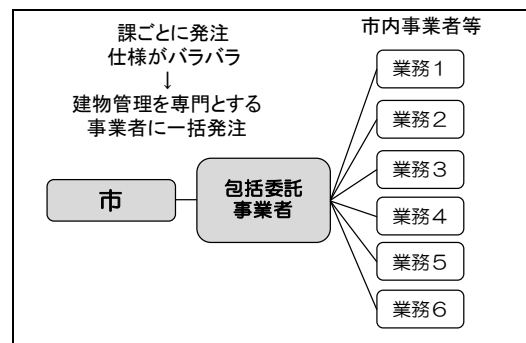 課ごとに発注
仕様がバラバラ
↓
建物管理を専門とする
事業者に一括発注
市内事業者等
市
包括委託
事業者
業務1
業務2
業務3
業務4
業務5
業務6